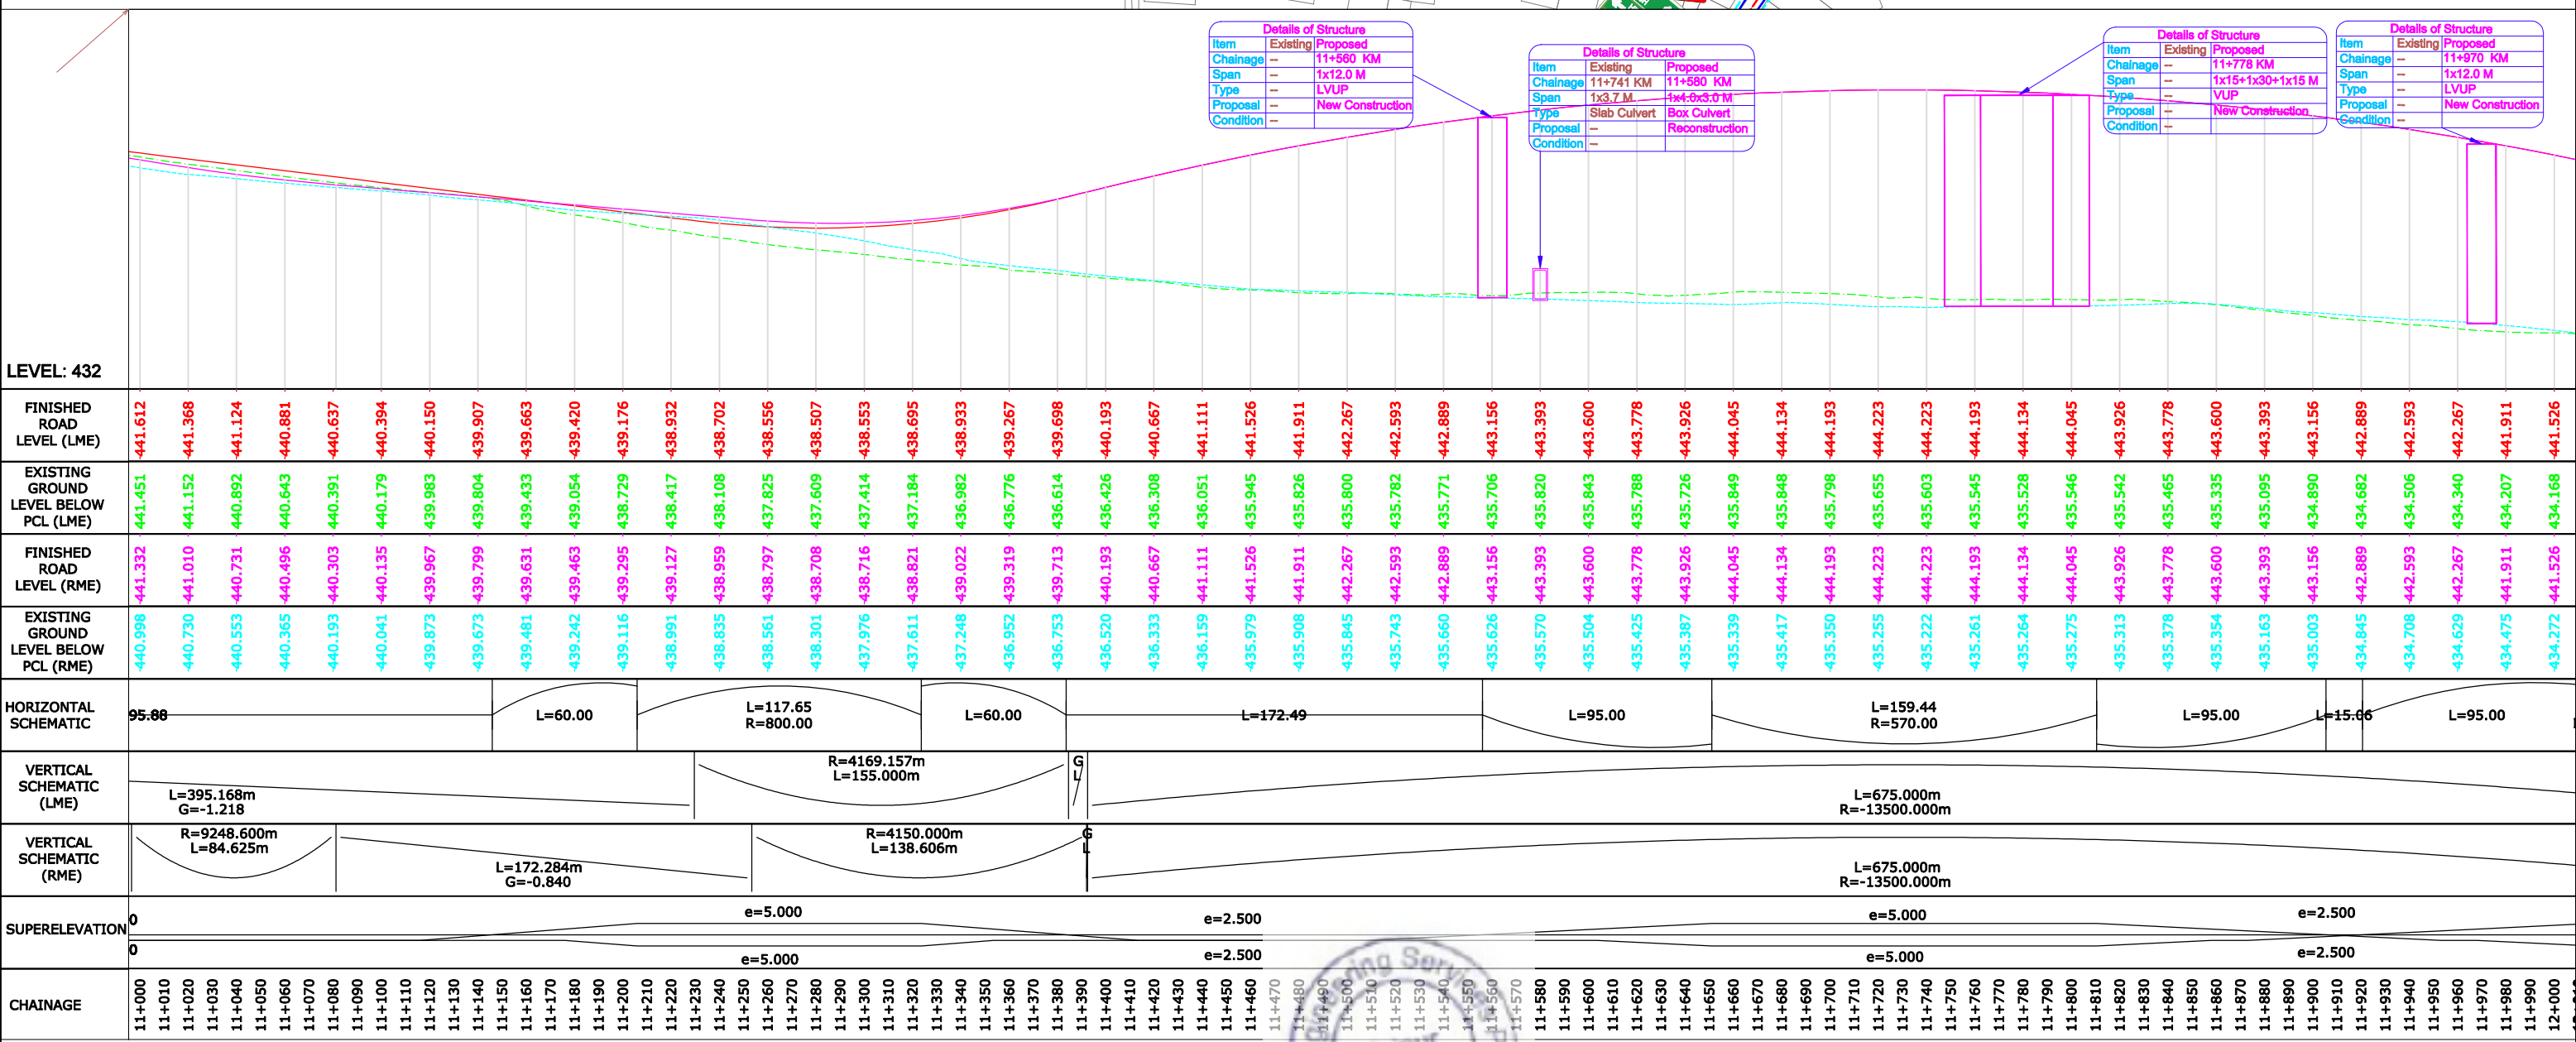 Details of Structure
Item Existing Proposed
Chainage -- 11+560 KM
Span -- 1x12.0 M
Type -- LVUP
Proposal -- New Construction
Condition --
Details of Structure
Item Existing Proposed
Chainage 11+741 KM 11+580 KM
Span 1x3.7 M 1x4.0x3.0 M
Type Slab Culvert Box Culvert
Proposal -- Reconstruction
Condition --
Details of Structure
Item Existing Proposed
Chainage -- 11+778 KM
Span -- 1x15+1x30+1x15 M
Type -- VUP
Proposal -- New Construction
Condition --
Details of Structure
Item Existing Proposed
Chainage -- 11+970 KM
Span -- 1x12.0 M
Type -- LVUP
Proposal -- New Construction
Condition --
LEVEL: 432
FINISHED
ROAD
LEVEL (LME)
441.612 441.368 441.124 440.881 440.637 440.394 440.150 439.907 439.663 439.420 439.176 438.932 438.702 438.556 438.507 438.553 438.695 438.933 439.267 439.698 440.193 440.667 441.111 441.526 441.911 442.267 442.593 442.889 443.156 443.393 443.600 443.778 443.926 444.045 444.134 444.193 444.223 444.223 444.193 444.134 444.045 443.926 443.778 443.600 443.393 443.156 442.889 442.593 442.267 441.911 441.526
EXISTING
GROUND
LEVEL BELOW
PCL (LME)
441.451 441.152 440.892 440.643 440.391 440.179 439.983 439.804 439.433 439.054 438.729 438.417 438.108 437.825 437.609 437.414 437.184 436.982 436.776 436.614 436.426 436.308 436.051 435.945 435.826 435.800 435.782 435.771 435.706 435.820 435.843 435.788 435.726 435.849 435.848 435.798 435.655 435.603 435.545 435.528 435.546 435.542 435.465 435.335 435.095 434.890 434.682 434.506 434.340 434.207 434.168
FINISHED
ROAD
LEVEL (RME)
441.332 441.010 440.731 440.496 440.303 440.135 439.967 439.799 439.631 439.463 439.295 439.127 438.959 438.797 438.708 438.716 438.821 439.022 439.319 439.713 440.193 440.667 441.111 441.526 441.911 442.267 442.593 442.889 443.156 443.393 443.600 443.778 443.926 444.045 444.134 444.193 444.223 444.223 444.193 444.134 444.045 443.926 443.778 443.600 443.393 443.156 442.889 442.593 442.267 441.911 441.526
EXISTING
GROUND
LEVEL BELOW
PCL (RME)
440.998 440.730 440.553 440.365 440.193 440.041 439.873 439.673 439.481 439.242 439.116 438.991 438.835 438.561 438.301 437.976 437.611 437.248 436.952 436.753 436.520 436.333 436.159 435.979 435.908 435.845 435.743 435.660 435.626 435.570 435.504 435.425 435.387 435.339 435.417 435.350 435.255 435.222 435.261 435.264 435.275 435.313 435.378 435.354 435.163 435.003 434.845 434.708 434.629 434.475 434.272
HORIZONTAL
SCHEMATIC
95.88 L=60.00 L=117.65 L=60.00 L=172.49 L=95.00 L=159.44 L=95.00 L=15.06 L=95.00
R=800.00 R=570.00
VERTICAL
SCHEMATIC
(LME)
L=395.168m
G=-1.218
R=4169.157m
L=155.000m
G
L
L=675.000m
R=-13500.000m
VERTICAL
SCHEMATIC
(RME)
R=9248.600m
L=84.625m
L=172.284m
G=-0.840
R=4150.000m
L=138.606m
G
L
L=675.000m
R=-13500.000m
SUPERELEVATION
0 e=5.000 e=2.500 e=5.000 e=2.500
0 e=5.000 e=2.500 e=5.000 e=2.500
CHAINAGE
11+000 11+010 11+020 11+030 11+040 11+050 11+060 11+070 11+080 11+090 11+100 11+110 11+120 11+130 11+140 11+150 11+160 11+170 11+180 11+190 11+200 11+210 11+220 11+230 11+240 11+250 11+260 11+270 11+280 11+290 11+300 11+310 11+320 11+330 11+340 11+350 11+360 11+370 11+380 11+390 11+400 11+410 11+420 11+430 11+440 11+450 11+460 11+470 11+480 11+490 11+500 11+510 11+520 11+530 11+540 11+550 11+560 11+570 11+580 11+590 11+600 11+610 11+620 11+630 11+640 11+650 11+660 11+670 11+680 11+690 11+700 11+710 11+720 11+730 11+740 11+750 11+760 11+770 11+780 11+790 11+800 11+810 11+820 11+830 11+840 11+850 11+860 11+870 11+880 11+890 11+900 11+910 11+920 11+930 11+940 11+950 11+960 11+970 11+980 11+990 12+000
Services